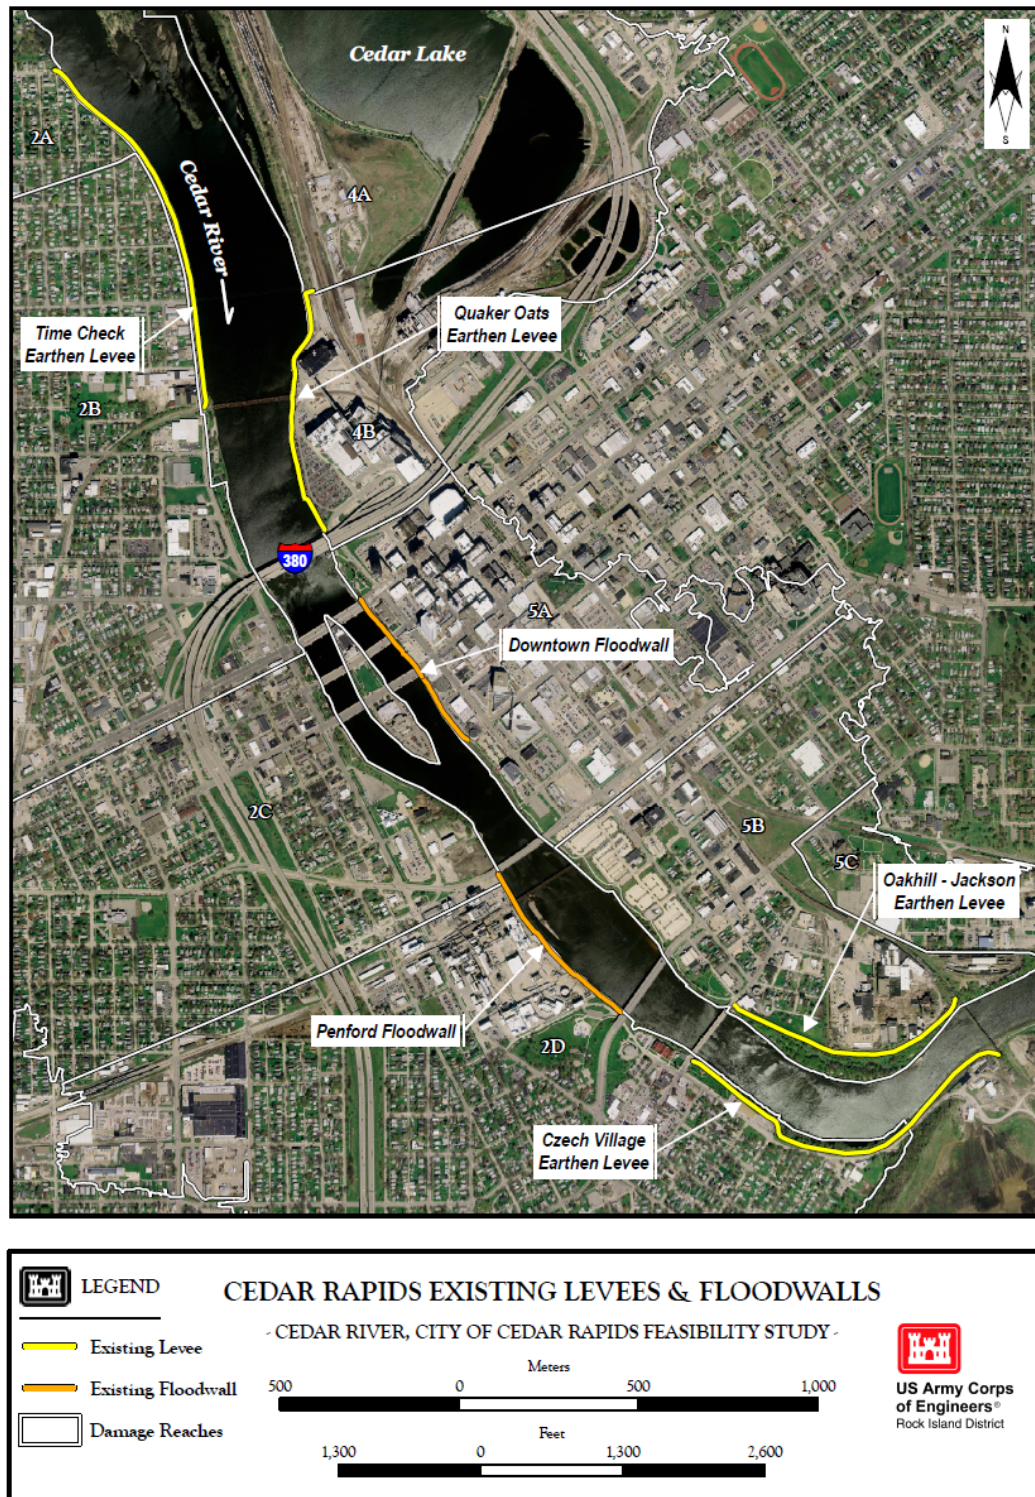 Cedar Lake
N
S
2A
Cedar River
4A
Quaker Oats
Earthen Levee
Time Check
Earthen Levee
2B
4B
380
5A
Downtown Floodwall
2C
5B
5C
Oakhill - Jackson
Earthen Levee
Penford Floodwall
2D
Czech Village
Earthen Levee
LEGEND
Existing Levee
Existing Floodwall
Damage Reaches
CEDAR RAPIDS EXISTING LEVEES & FLOODWALLS
- CEDAR RIVER, CITY OF CEDAR RAPIDS FEASIBILITY STUDY -
Meters
500 0 500 1,000
Feet
1,300 0 1,300 2,600
US Army Corps
of Engineers®
Rock Island District